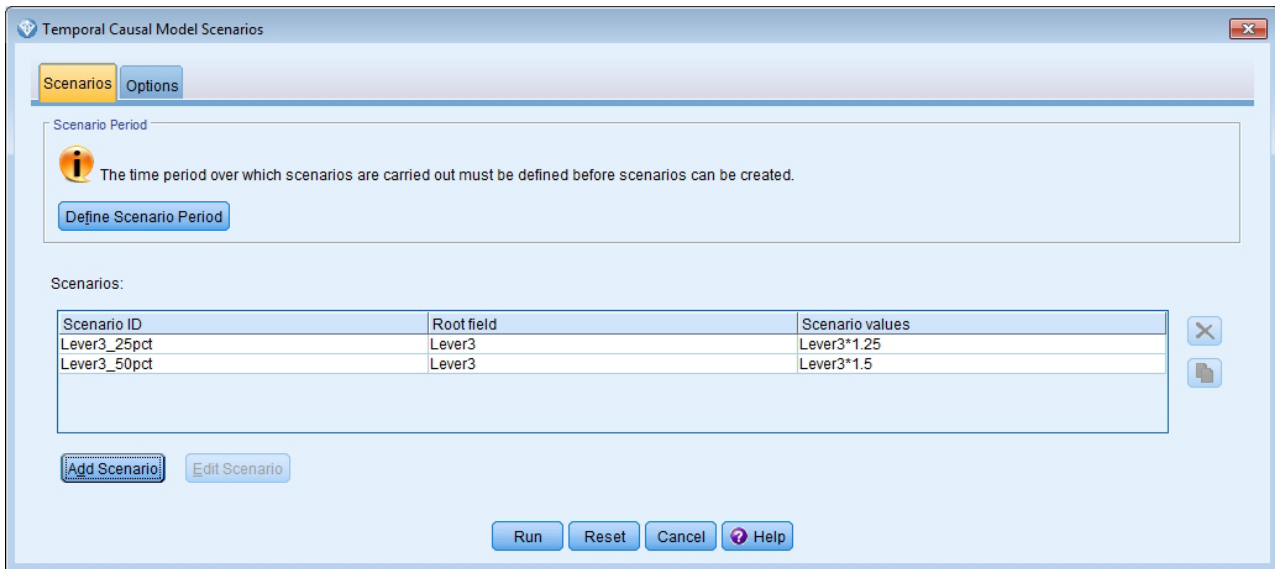 Temporal Causal Model Scenarios
Scenarios Options
Scenario Period
The time period over which scenarios are carried out must be defined before scenarios can be created.
Define Scenario Period
Scenarios:
Scenario ID Root field Scenario values
Lever3_25pct Lever3 Lever3*1.25
Lever3_50pct Lever3 Lever3*1.5
Add Scenario Edit Scenario
Run Reset Cancel Help